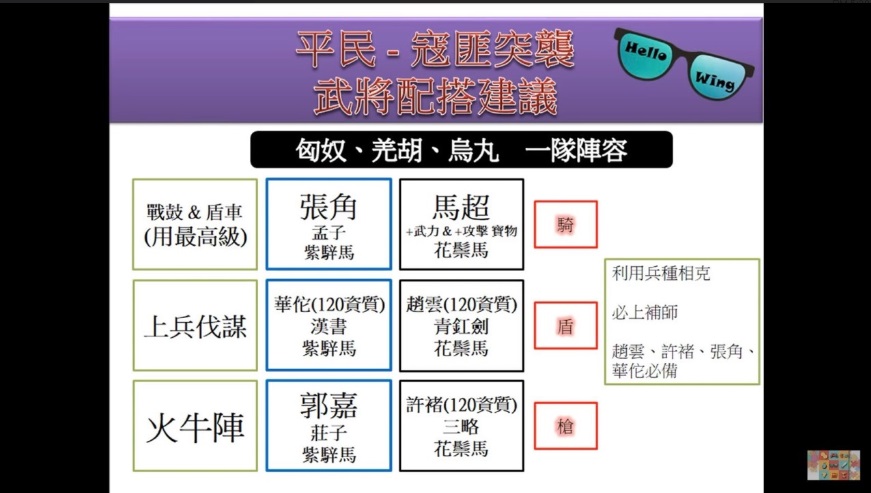 平民 - 寇匪突襲
武將配搭建議
Hello
Wing
匈奴、羌胡、烏丸 一隊陣容
戰鼓 & 盾車
(用最高級)
張角
孟子
紫騂馬
馬超
+武力 & +攻擊 寶物
花鬃馬
騎
上兵伐謀
華佗(120資質)
漢書
紫騂馬
趙雲(120資質)
青釭劍
花鬃馬
盾
火牛陣
郭嘉
莊子
紫騂馬
許褚(120資質)
三略
花鬃馬
槍
利用兵種相克
必上補師
趙雲、許褚、張角、
華佗必備